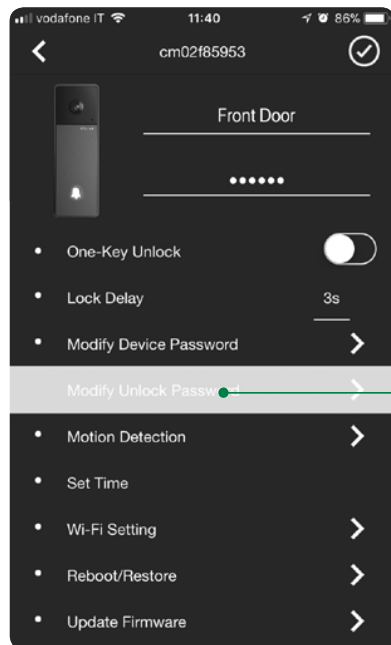 vodafone IT 11:40 86%
cm02f85953
Front Door
••••••
One-Key Unlock
Lock Delay 3s
Modify Device Password
Modify Unlock Password
Motion Detection
Set Time
Wi-Fi Setting
Reboot/Restore
Update Firmware